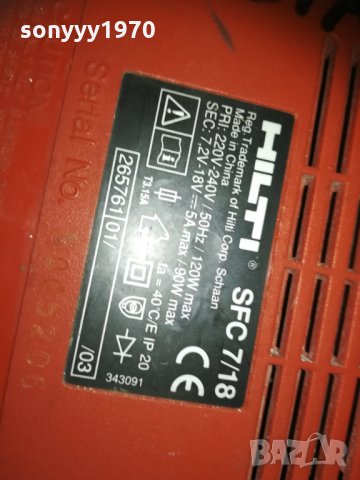 sonyyy1970
HILTI ® SFC 7/18
Reg. Trademark of Hilti Corp. Schaan
Made in China
PRI: 220V-240V / 50Hz / 120W max
SEC: 7,2V-18V ⎓ 5A max / 90W max
T3.15A
ta = 40°C/E IP 20
CE
265761 01/ /03
343091
Serial No
BAZAR
bg